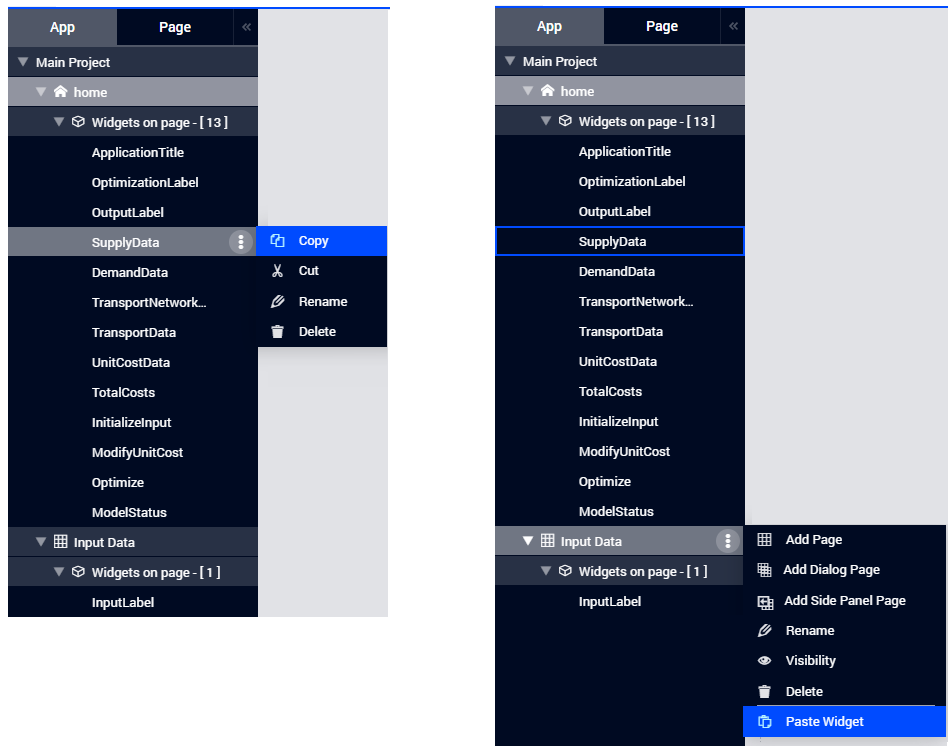 App Page «
Main Project
home
Widgets on page - [ 13 ]
ApplicationTitle
OptimizationLabel
OutputLabel
SupplyData
DemandData
TransportNetwork...
TransportData
UnitCostData
TotalCosts
InitializeInput
ModifyUnitCost
Optimize
ModelStatus
Input Data
Widgets on page - [ 1 ]
InputLabel
Copy
Cut
Rename
Delete
App Page «
Main Project
home
Widgets on page - [ 13 ]
ApplicationTitle
OptimizationLabel
OutputLabel
SupplyData
DemandData
TransportNetwork...
TransportData
UnitCostData
TotalCosts
InitializeInput
ModifyUnitCost
Optimize
ModelStatus
Input Data
Widgets on page - [ 1 ]
InputLabel
Add Page
Add Dialog Page
Add Side Panel Page
Rename
Visibility
Delete
Paste Widget